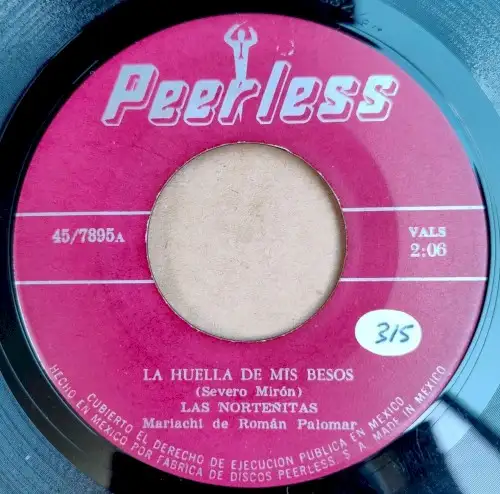 Peerless
45/7895A
VALS
2:06
315
LA HUELLA DE MIS BESOS
(Severo Mirón)
LAS NORTEÑITAS
Mariachi de Román Palomar
CUBIERTO EL DERECHO DE EJECUCION PUBLICA EN MEXICO
HECHO EN MEXICO POR FABRICA DE DISCOS PEERLESS, S A MADE IN MEXICO